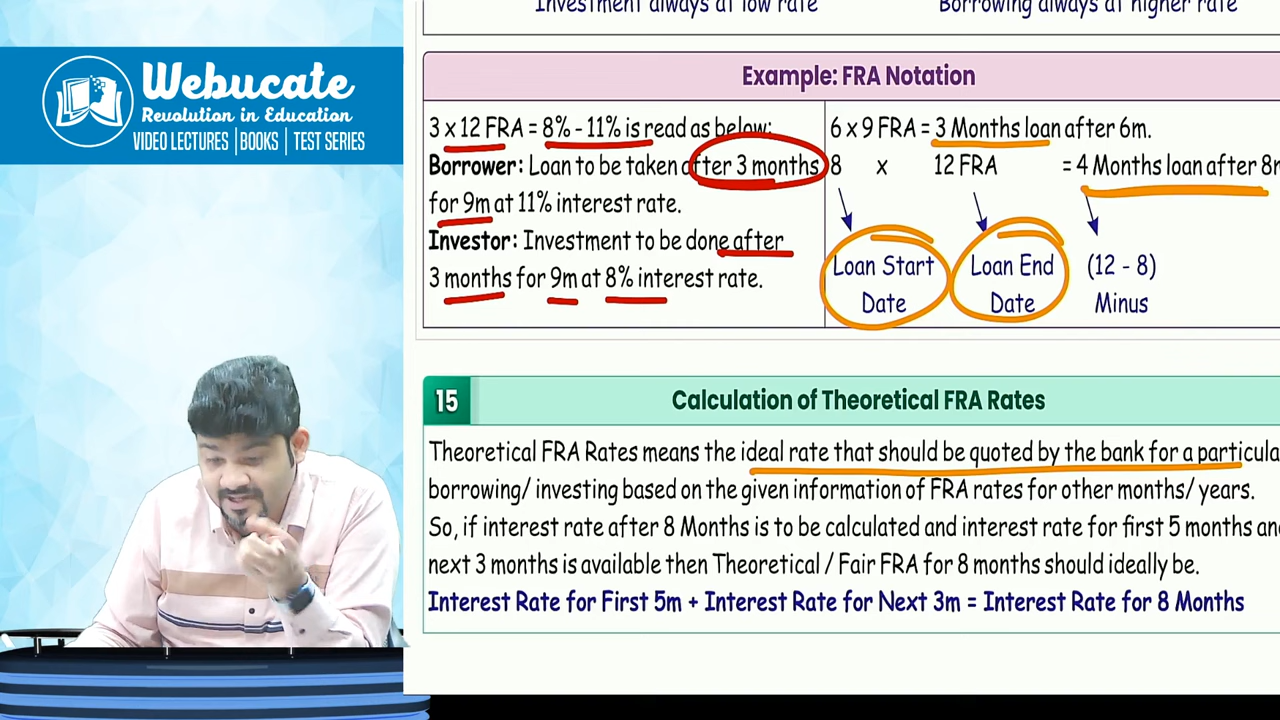 Investment always at low rate
Borrowing always at higher rate
Webucate
Revolution in Education
VIDEO LECTURES | BOOKS | TEST SERIES
Example: FRA Notation
3 x 12 FRA = 8% - 11% is read as below:
Borrower: Loan to be taken after 3 months
for 9m at 11% interest rate.
Investor: Investment to be done after
3 months for 9m at 8% interest rate.
6 x 9 FRA = 3 Months loan after 6m.
8 x 12 FRA = 4 Months loan after 8m
Loan Start Loan End (12 - 8)
Date Date Minus
15 Calculation of Theoretical FRA Rates
Theoretical FRA Rates means the ideal rate that should be quoted by the bank for a particula
borrowing/ investing based on the given information of FRA rates for other months/ years.
So, if interest rate after 8 Months is to be calculated and interest rate for first 5 months an
next 3 months is available then Theoretical / Fair FRA for 8 months should ideally be.
Interest Rate for First 5m + Interest Rate for Next 3m = Interest Rate for 8 Months